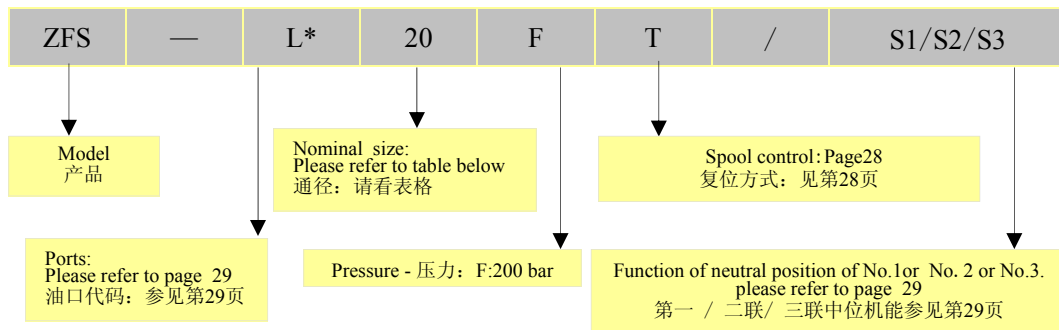 ZFS — L* 20 F T / S1/S2/S3
Model
产品
Nominal size:
Please refer to table below
通径：请看表格
Spool control:Page28
复位方式：见第28页
Ports:
Please refer to page 29
油口代码：参见第29页
Pressure - 压力：F:200 bar
Function of neutral position of No.1or No. 2 or No.3.
please refer to page 29
第一 / 二联/ 三联中位机能参见第29页